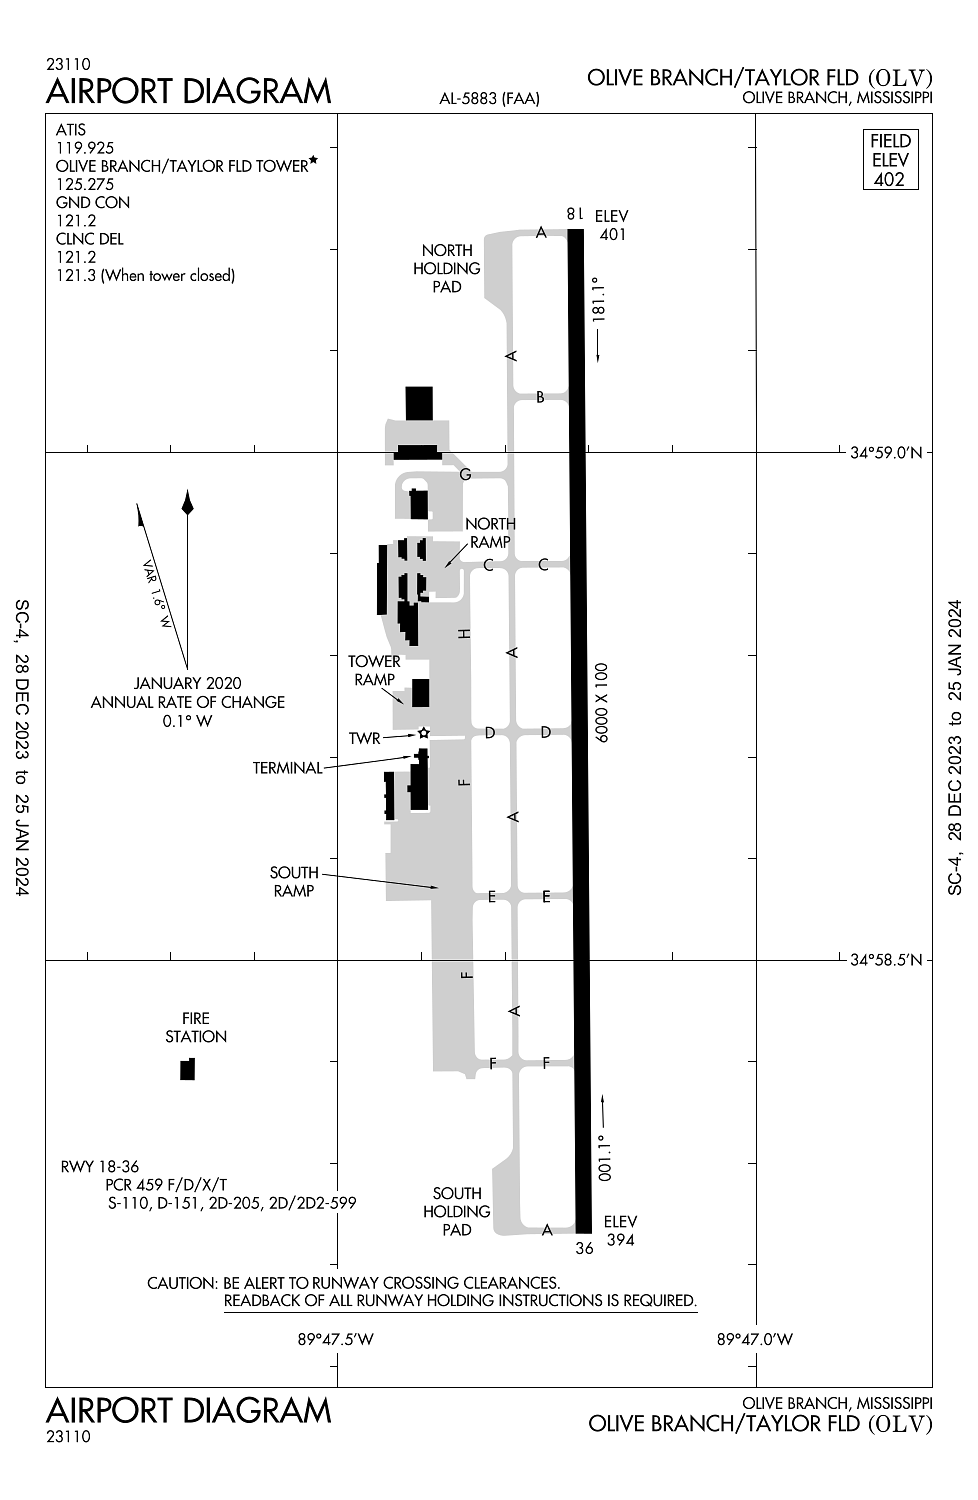 23110
AIRPORT DIAGRAM
AL-5883 (FAA)
OLIVE BRANCH/TAYLOR FLD (OLV)
OLIVE BRANCH, MISSISSIPPI
ATIS
119.925
OLIVE BRANCH/TAYLOR FLD TOWER★
125.275
GND CON
121.2
CLNC DEL
121.2
121.3 (When tower closed)
FIELD
ELEV
402
18
ELEV
401
A
NORTH
HOLDING
PAD
181.1°
A
B
34°59.0'N
G
NORTH
RAMP
C
C
VAR 1.6° W
H
A
TOWER
RAMP
JANUARY 2020
ANNUAL RATE OF CHANGE
0.1° W
6000 X 100
TWR
D
D
TERMINAL
F
A
SOUTH
RAMP
E
E
34°58.5'N
F
A
FIRE
STATION
F
F
001.1°
RWY 18-36
PCR 459 F/D/X/T
S-110, D-151, 2D-205, 2D/2D2-599
SOUTH
HOLDING
PAD
A
ELEV
394
36
CAUTION: BE ALERT TO RUNWAY CROSSING CLEARANCES.
READBACK OF ALL RUNWAY HOLDING INSTRUCTIONS IS REQUIRED.
89°47.5'W
89°47.0'W
SC-4, 28 DEC 2023 to 25 JAN 2024
SC-4, 28 DEC 2023 to 25 JAN 2024
AIRPORT DIAGRAM
23110
OLIVE BRANCH, MISSISSIPPI
OLIVE BRANCH/TAYLOR FLD (OLV)